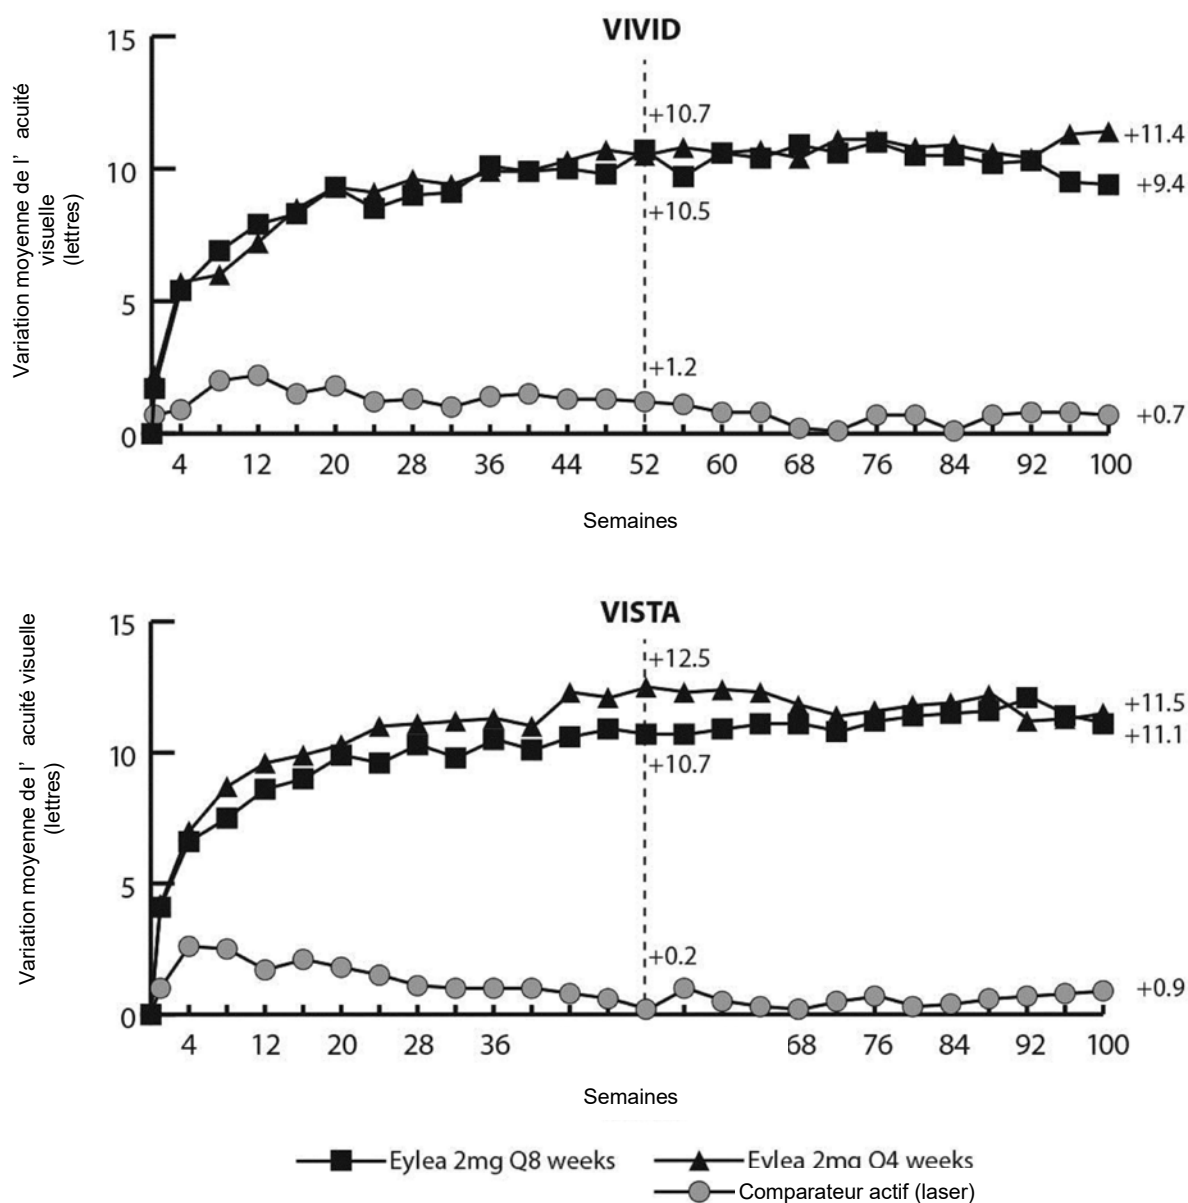 VIVID
15
10
5
0
Variation moyenne de l’ acuité
visuelle
(lettres)
+10.7
+10.5
+1.2
+11.4
+9.4
+0.7
4 12 20 28 36 44 52 60 68 76 84 92 100
Semaines
VISTA
15
10
5
0
Variation moyenne de l’ acuité visuelle
(lettres)
+12.5
+10.7
+0.2
+11.5
+11.1
+0.9
4 12 20 28 36 68 76 84 92 100
Semaines
Eylea 2mg Q8 weeks
Eylea 2mg Q4 weeks
Comparateur actif (laser)